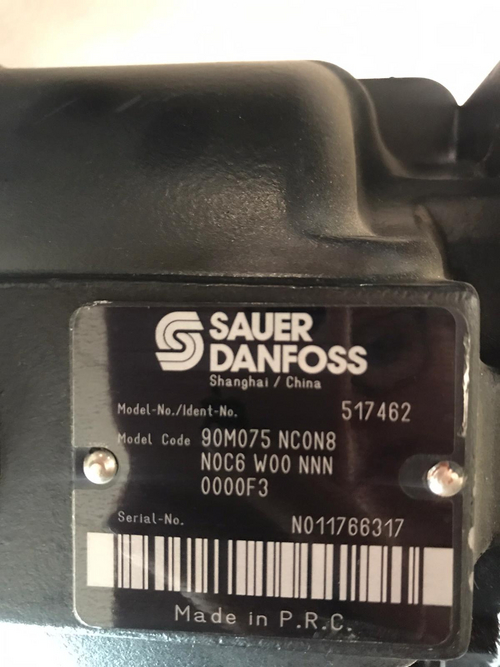 SAUER
DANFOSS
Shanghai / China
Model-No./Ident-No. 517462
Model Code 90M075 NC0N8
N0C6 W00 NNN
0000F3
Serial-No. N011766317
Made in P.R.C.